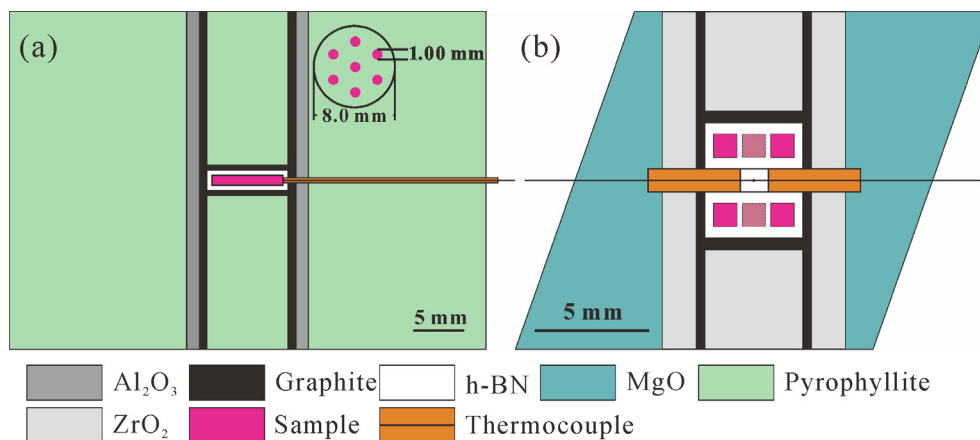 (a)
1.00 mm
8.0 mm
5 mm
(b)
5 mm
Al₂O₃ Graphite h-BN MgO Pyrophyllite
ZrO₂ Sample Thermocouple